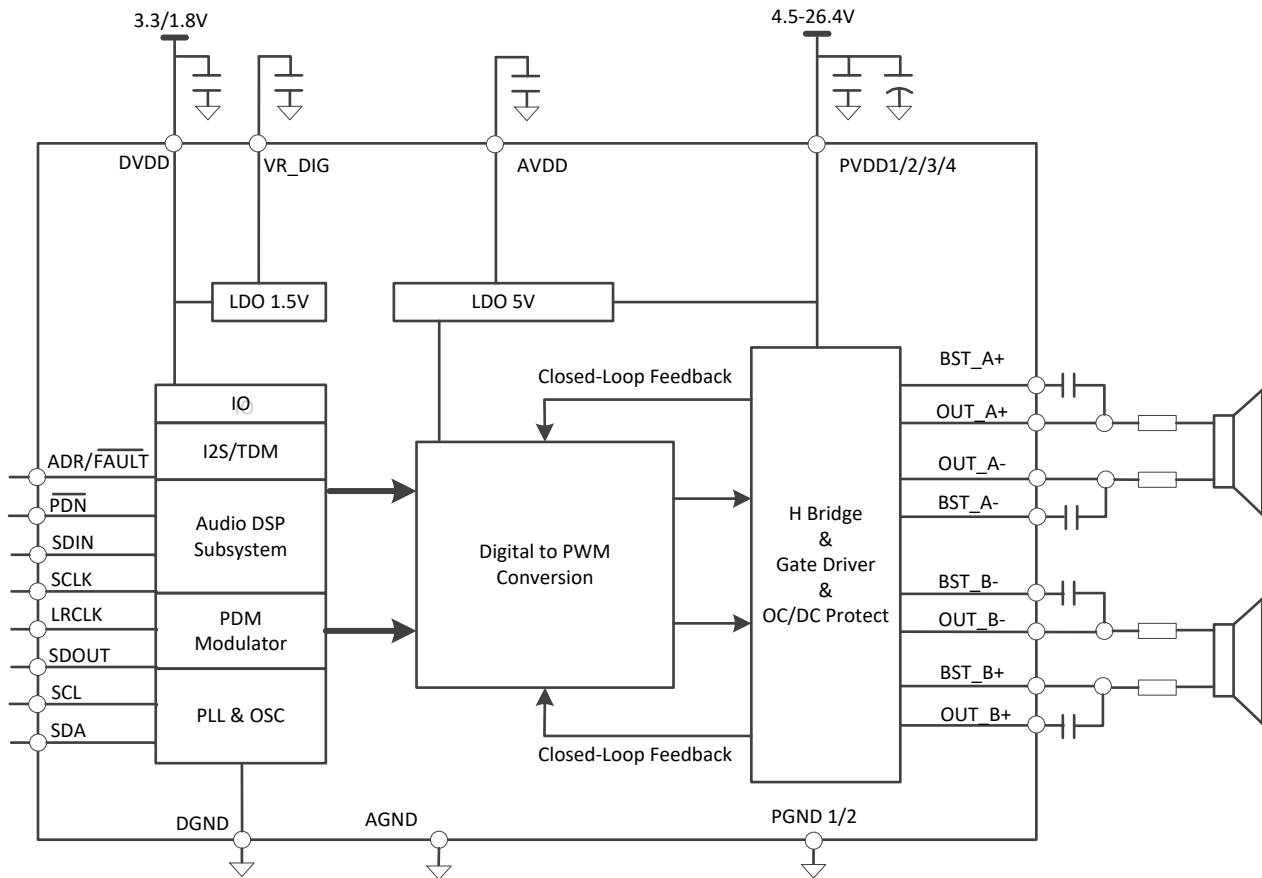 3.3/1.8V
4.5-26.4V
DVDD
VR_DIG
AVDD
PVDD1/2/3/4
LDO 1.5V
LDO 5V
IO
I2S/TDM
Audio DSP
Subsystem
PDM
Modulator
PLL & OSC
ADR/FAULT
PDN
SDIN
SCLK
LRCLK
SDOUT
SCL
SDA
Closed-Loop Feedback
Digital to PWM
Conversion
Closed-Loop Feedback
H Bridge
&
Gate Driver
&
OC/DC Protect
BST_A+
OUT_A+
OUT_A-
BST_A-
BST_B-
OUT_B-
BST_B+
OUT_B+
DGND
AGND
PGND 1/2